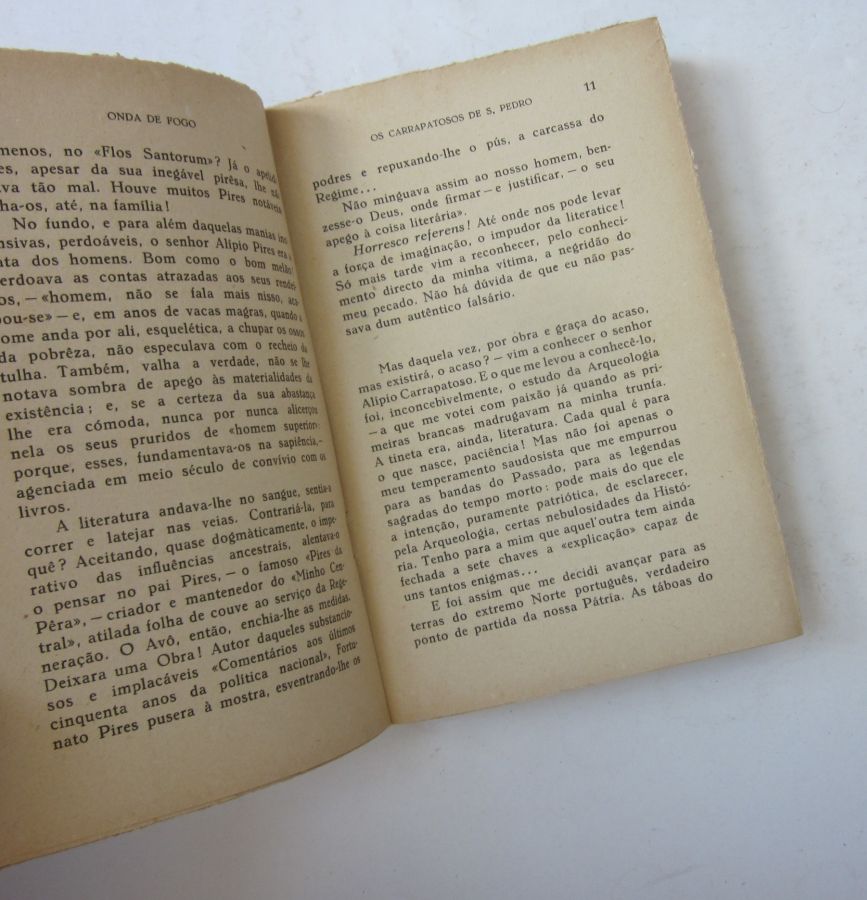 ONDA DE FOGO
menos, no «Flos Santorum»? Já o apelid-
es, apesar da sua inegável pirêsa, lhe não
va tão mal. Houve muitos Pires notáveis
ha-os, até, na família!
No fundo, e para além daquelas manias ino
nsivas, perdoáveis, o senhor Alípio Pires era a
ata dos homens. Bom como o bom melão!
erdoava as contas atrazadas aos seus rendei-
os, — «homem, não se fala mais nisso, aca-
bou-se» — e, em anos de vacas magras, quando a
ome anda por ali, esquelética, a chupar os ossos
da pobrêza, não especulava com o recheio da
tulha. Também, valha a verdade, não se lhe
notava sombra de apego às materialidades da
existência; e, se a certeza da sua abastança
lhe era cómoda, nunca por nunca alicerçou
nela os seus pruridos de «homem superior»:
porque, esses, fundamentava-os na sapiência,-
agenciada em meio século de convívio com os
livros.
A literatura andava-lhe no sangue, sentia-a
correr e latejar nas veias. Contrariá-la, para
quê? Aceitando, quase dogmàticamente, o impe-
rativo das influências ancestrais, alentava-o
o pensar no pai Pires, — o famoso «Pires da
Pêra», — criador e mantenedor do «Minho Cen-
tral», atilada folha de couve ao serviço da Rege-
neração. O Avô, então, enchia-lhe as medidas.
Deixara uma Obra! Autor daqueles substancio-
sos e implacáveis «Comentários aos últimos
cinquenta anos da política nacional», Fortu-
nato Pires pusera à mostra, esventrando-lhe os
OS CARRAPATOSOS DE S. PEDRO
11
podres e repuxando-lhe o pús, a carcassa do
Regime...
Não minguava assim ao nosso homem, ben-
zesse-o Deus, onde firmar — e justificar, — o seu
apego à coisa literária».
Horresco referens! Até onde nos pode levar
a força de imaginação, o impudor da literatice!
Só mais tarde vim a reconhecer, pelo conheci-
mento directo da minha vítima, a negridão do
meu pecado. Não há dúvida de que eu não pas-
sava dum autêntico falsário.
Mas daquela vez, por obra e graça do acaso,
mas existirá, o acaso? — vim a conhecer o senhor
Alípio Carrapatoso. E o que me levou a conhecê-lo,
foi, inconcebivelmente, o estudo da Arqueologia
— a que me votei com paixão já quando as pri-
meiras brancas madrugavam na minha trunfa.
A tineta era, ainda, literatura. Cada qual é para
o que nasce, paciência! Mas não foi apenas o
meu temperamento saudosista que me empurrou
para as bandas do Passado, para as legendas
sagradas do tempo morto: pode mais do que ele
a intenção, puramente patriótica, de esclarecer,
pela Arqueologia, certas nebulosidades da Histó-
ria. Tenho para a mim que aquel'outra tem ainda
fechada a sete chaves a «explicação» capaz de
uns tantos enigmas...
E foi assim que me decidi avançar para as
terras do extremo Norte português, verdadeiro
ponto de partida da nossa Pátria. As táboas do